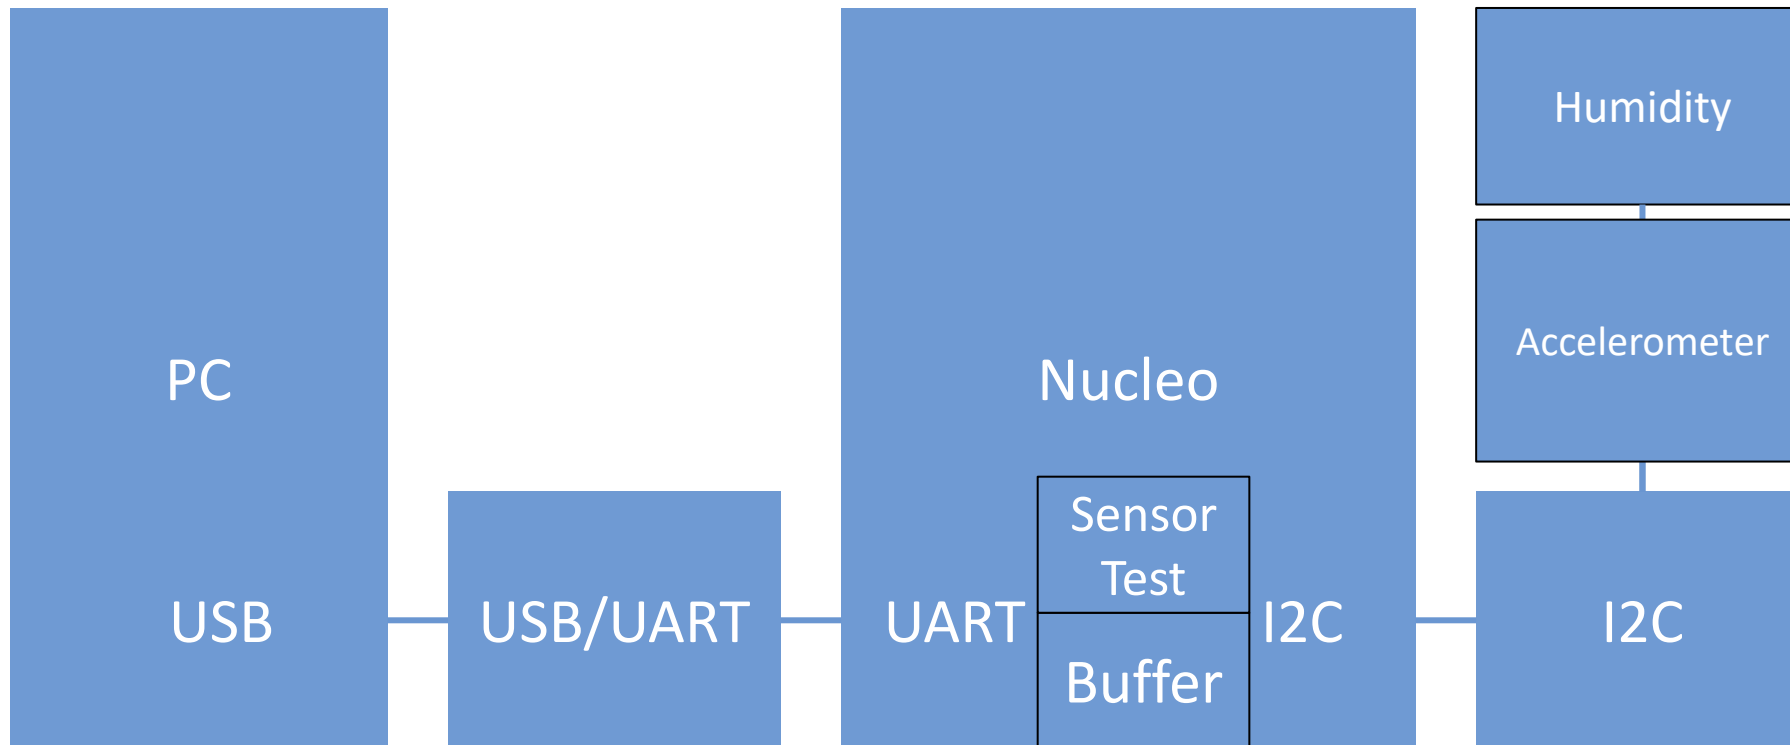 PC
USB
USB/UART
Nucleo
UART
Sensor
Test
Buffer
I2C
Humidity
Accelerometer
I2C